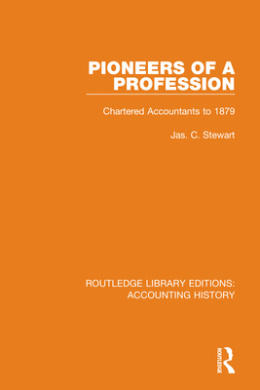 PIONEERS OF A
PROFESSION
Chartered Accountants to 1879
Jas. C. Stewart
ROUTLEDGE LIBRARY EDITIONS:
ACCOUNTING HISTORY
ROUTLEDGE